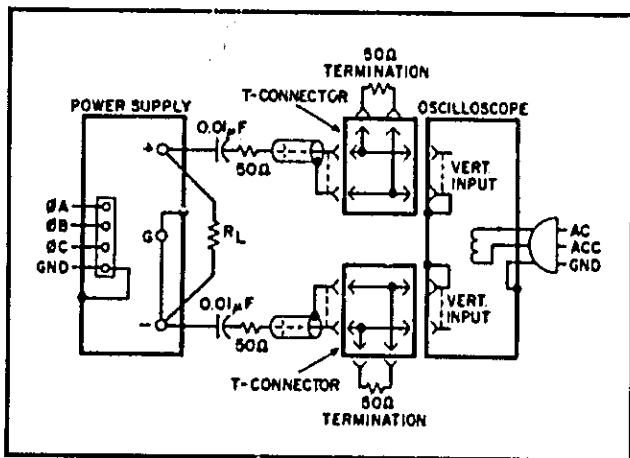 50Ω
TERMINATION
T-CONNECTOR
POWER SUPPLY
OSCILLOSCOPE
0.01μF
+
50Ω
VERT.
INPUT
ØA
ØB
ØC
GND
G
RL
AC
ACC
GND
0.01μF
-
50Ω
VERT.
INPUT
T-CONNECTOR
50Ω
TERMINATION